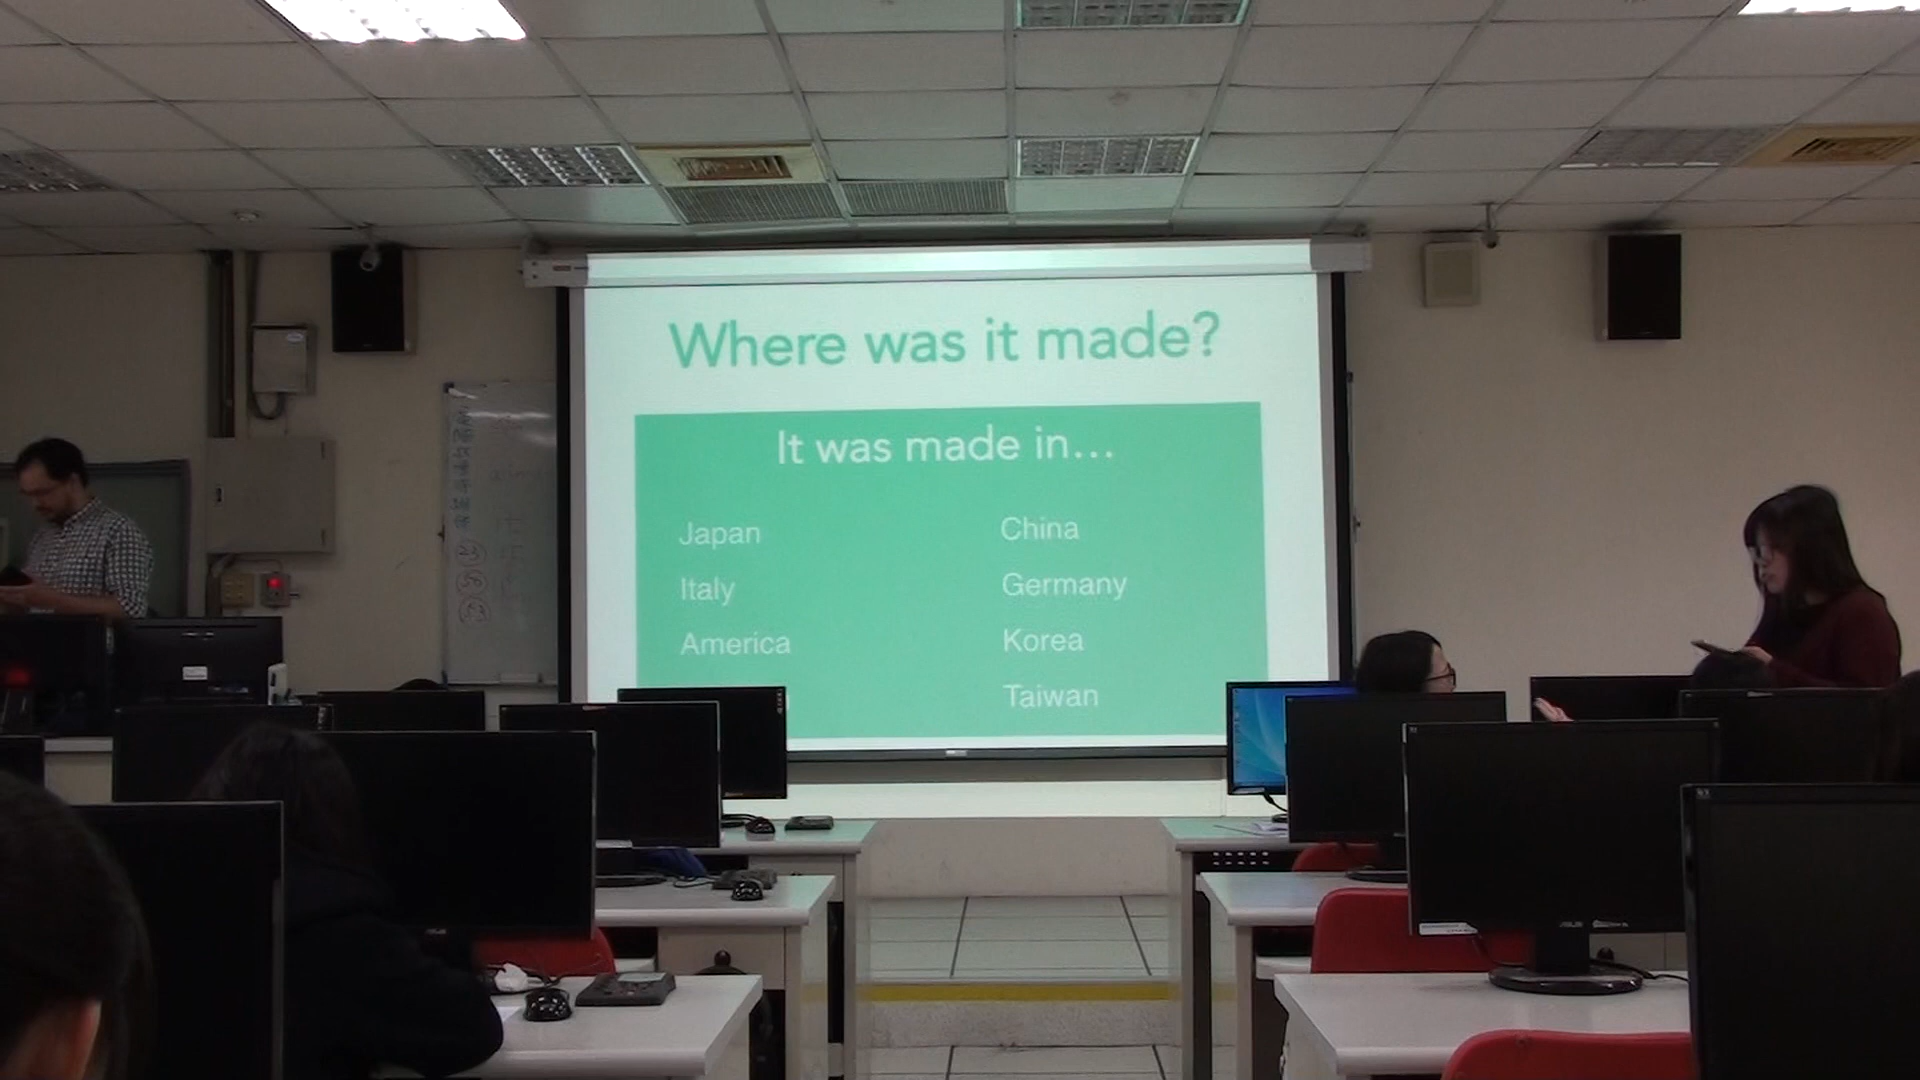 Where was it made?
It was made in...
Japan
China
Italy
Germany
America
Korea
Taiwan